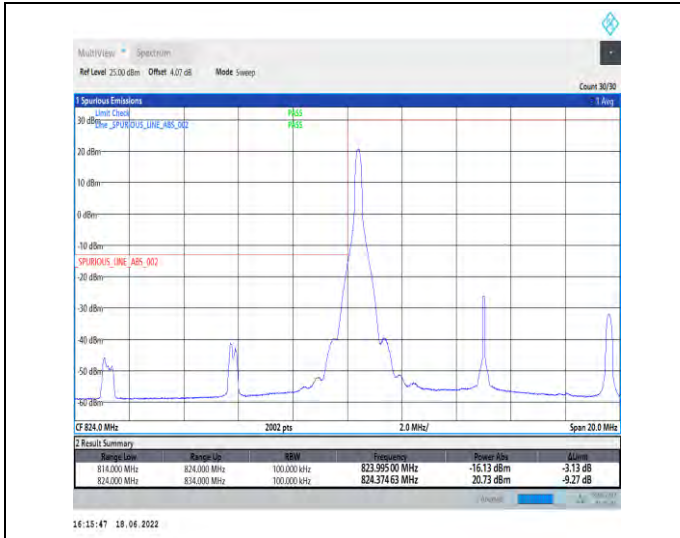 MultiView Spectrum
Ref Level 25.00 dBm Offset 4.07 dB Mode Sweep
Count 30/30
1 Spurious Emissions 1 Avg
Limit Check PASS
Line _SPURIOUS_LINE_ABS_002 PASS
30 dBm
20 dBm
10 dBm
0 dBm
-10 dBm
_SPURIOUS_LINE_ABS_002
-20 dBm
-30 dBm
-40 dBm
-50 dBm
-60 dBm
CF 824.0 MHz 2002 pts 2.0 MHz/ Span 20.0 MHz
2 Result Summary
Range Low Range Up RBW Frequency Power Abs ΔLimit
814.000 MHz 824.000 MHz 100.000 kHz 823.99500 MHz -16.13 dBm -3.13 dB
824.000 MHz 834.000 MHz 100.000 kHz 824.37463 MHz 20.73 dBm -9.27 dB
16:15:47 18.06.2022